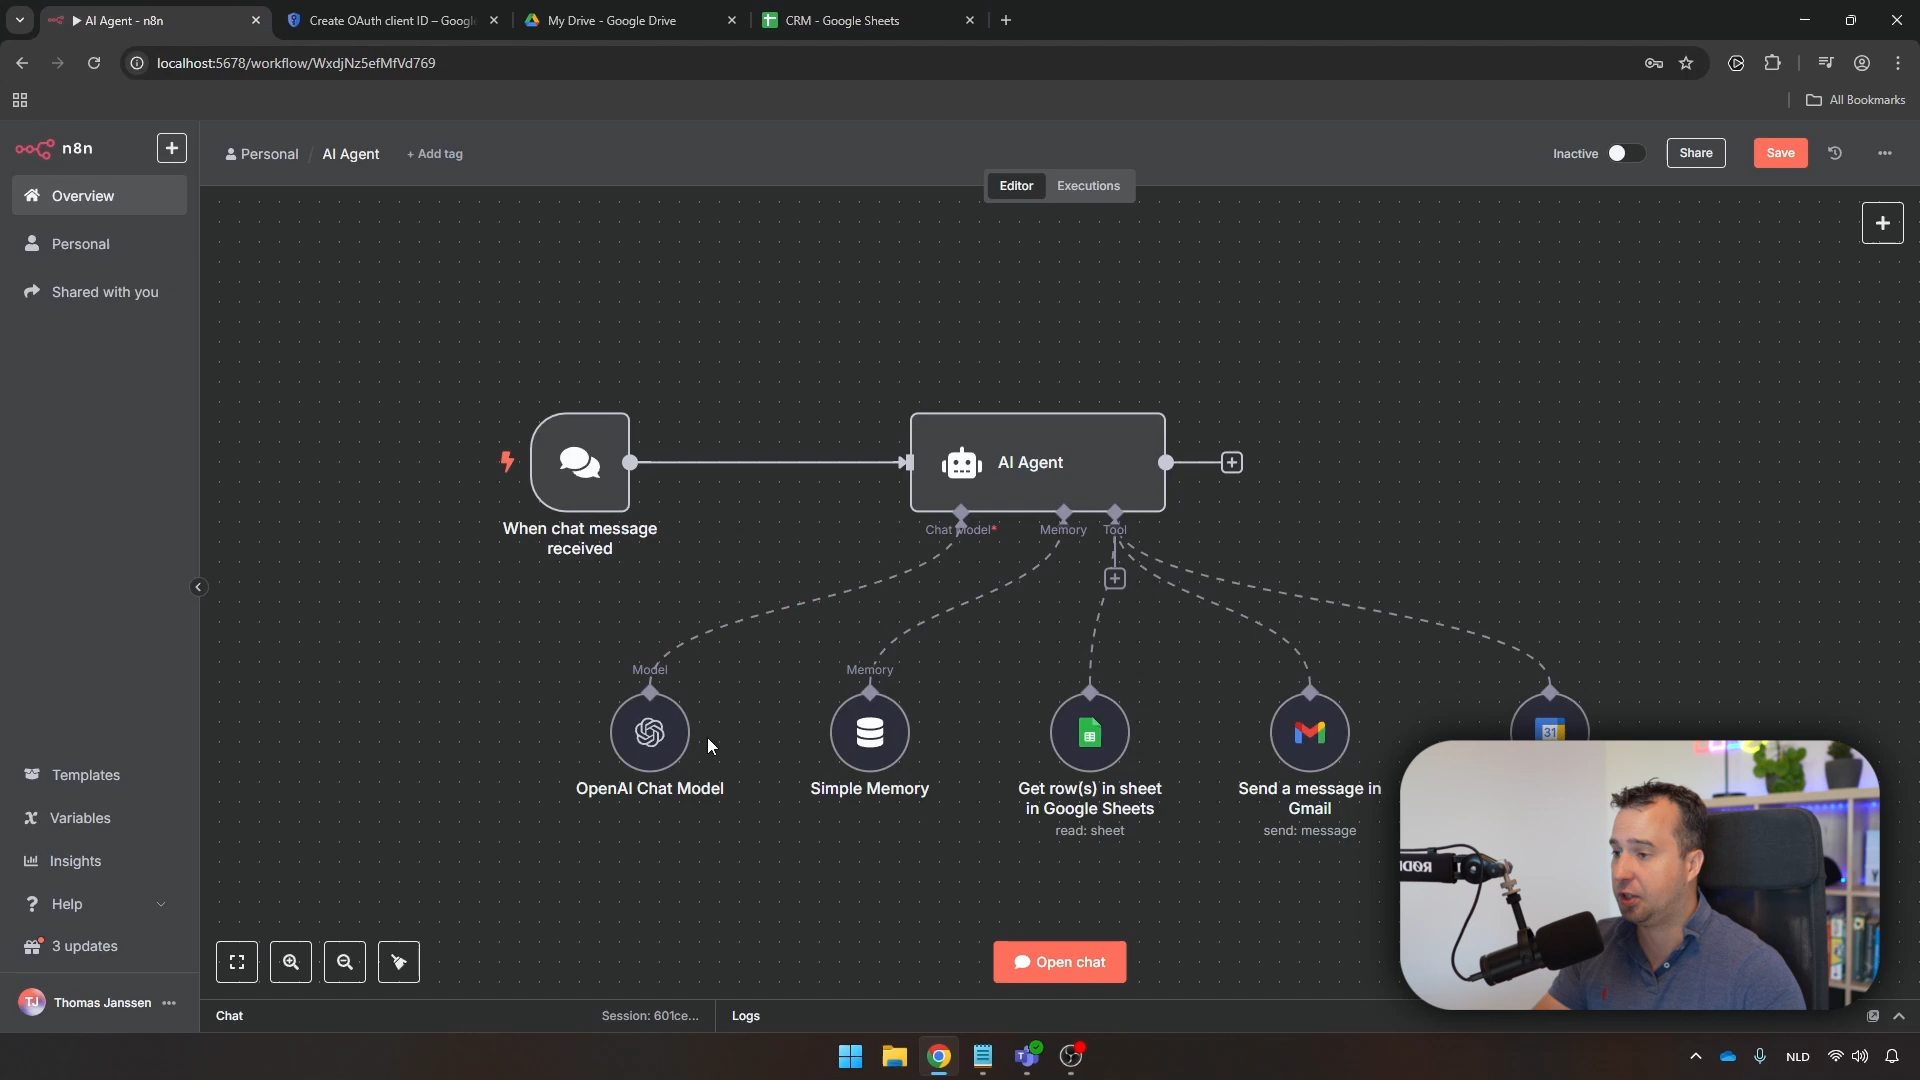 AI Agent - n8n
Create OAuth client ID – Google
My Drive - Google Drive
CRM - Google Sheets
localhost:5678/workflow/WxdjNz5efMfVd769
All Bookmarks
n8n
Personal
/
AI Agent
+ Add tag
Inactive
Share
Save
Editor
Executions
Overview
Personal
Shared with you
AI Agent
Chat Model*
Memory
Tool
When chat message
received
Model
Memory
31
OpenAI Chat Model
Simple Memory
Get row(s) in sheet
in Google Sheets
read: sheet
Send a message in
Gmail
send: message
RØDE
Templates
Variables
Insights
Help
3 updates
TJ
Thomas Janssen
Open chat
Chat
Session: 601ce...
Logs
NLD